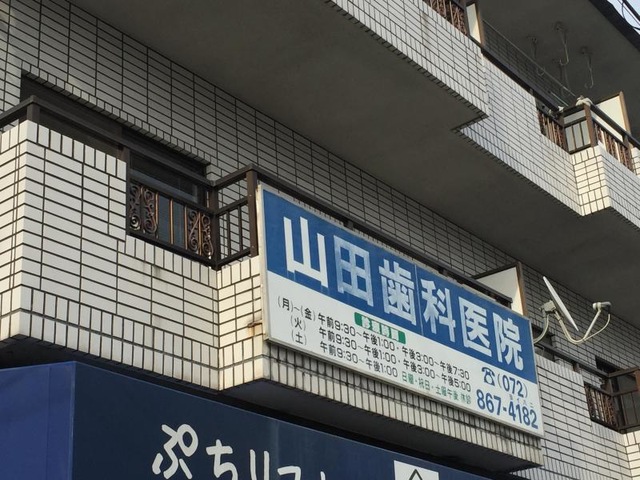 山田歯科医院
診療時間
(月)~(金)午前9:30~午後1:00・午後3:00~午後7:30
(火) 午前9:30~午後1:00・午後3:00~午後5:00
(土) 午前9:30~午後1:00 日曜・祝日・土曜午後 休診
☎(072)
867-4182
ぷちリスト